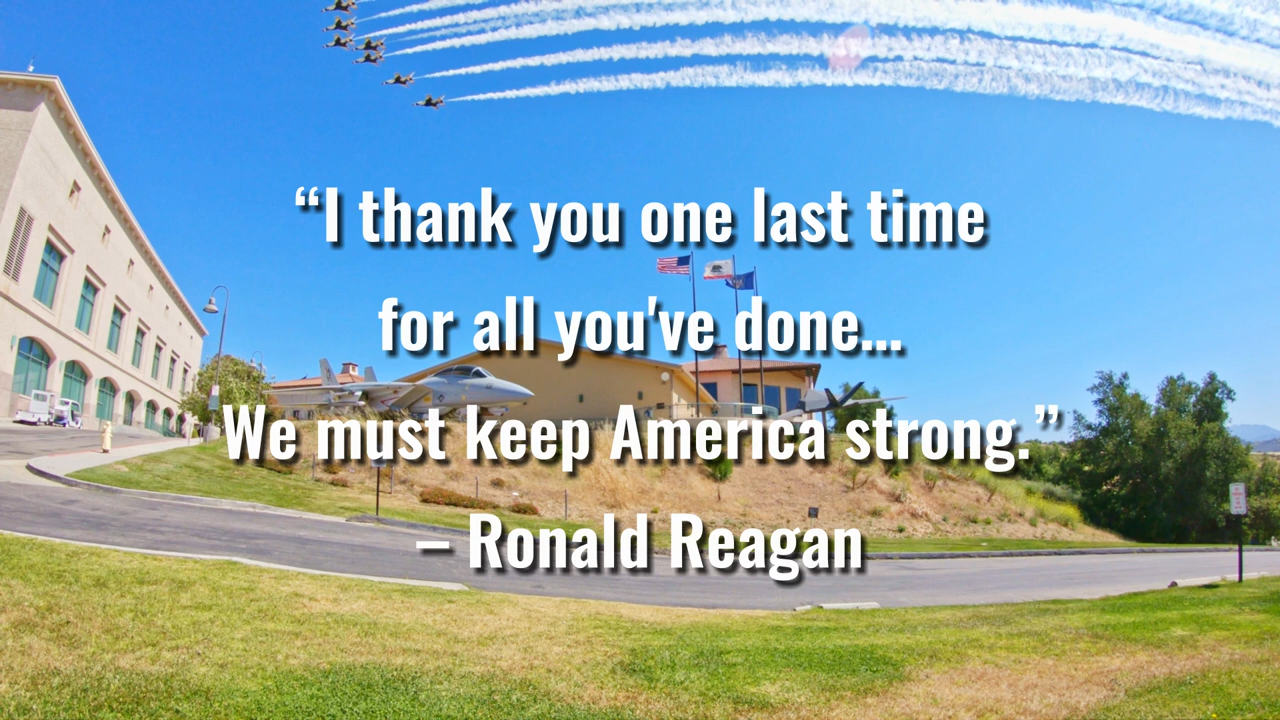 “I thank you one last time
for all you've done...
We must keep America strong.”
– Ronald Reagan